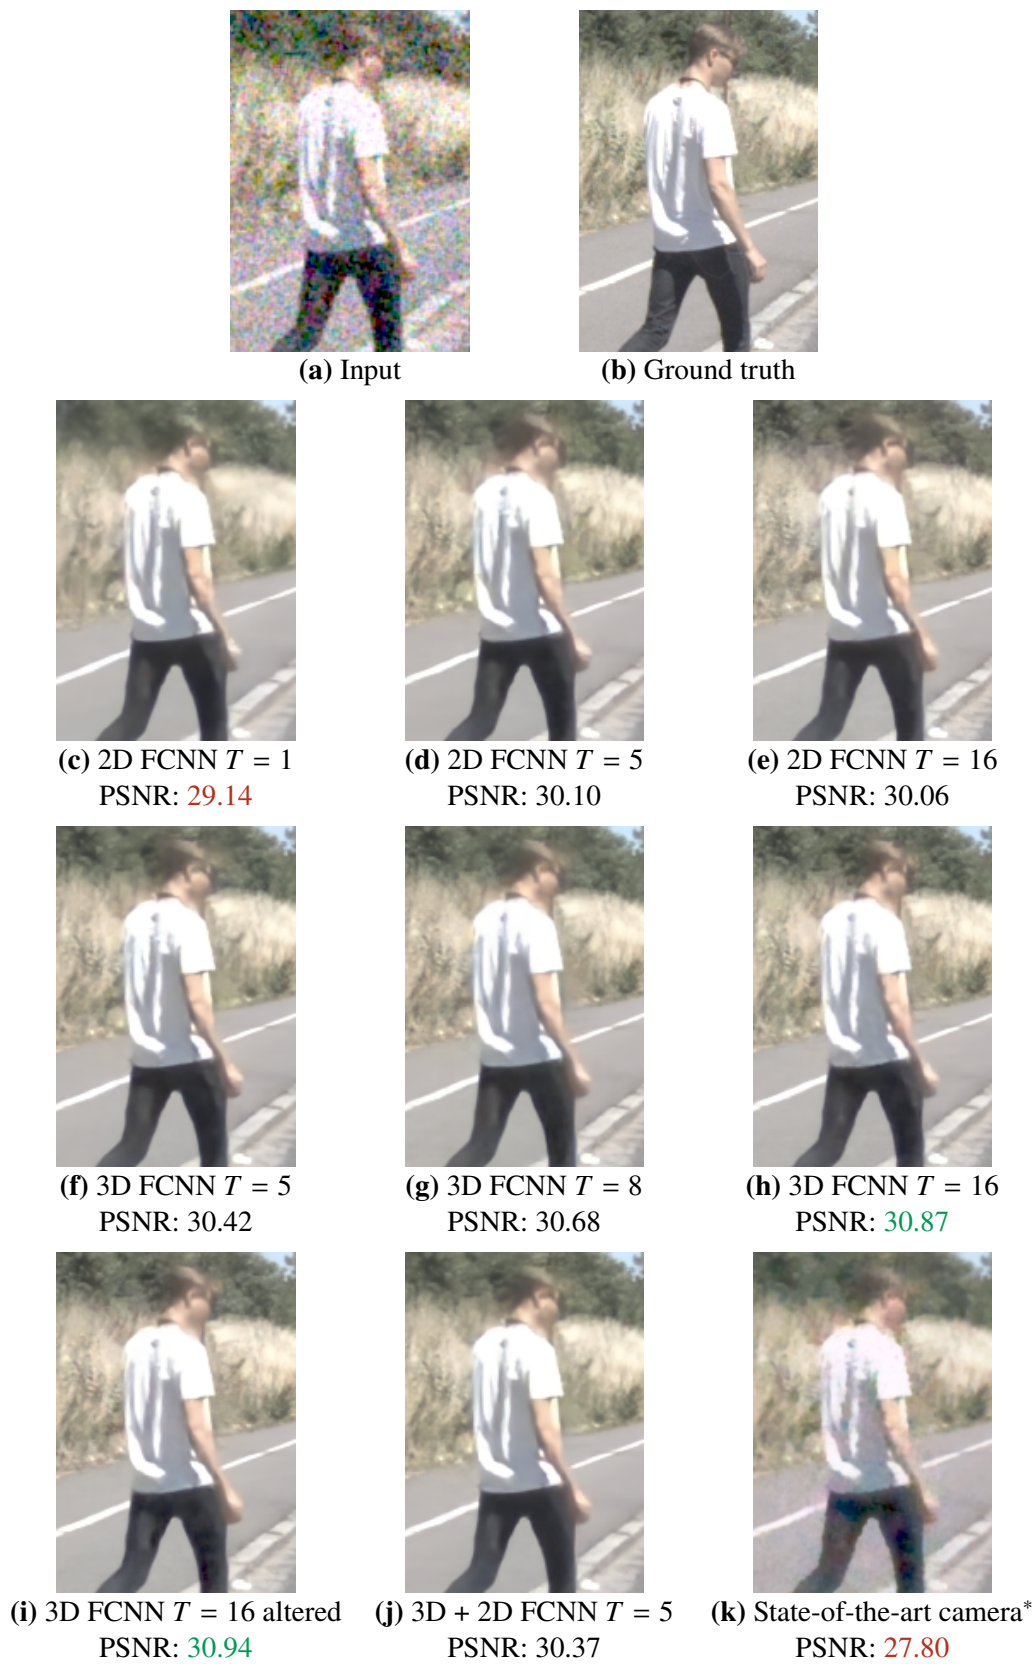 (a) Input
(b) Ground truth
(c) 2D FCNN T = 1
PSNR: 29.14
(d) 2D FCNN T = 5
PSNR: 30.10
(e) 2D FCNN T = 16
PSNR: 30.06
(f) 3D FCNN T = 5
PSNR: 30.42
(g) 3D FCNN T = 8
PSNR: 30.68
(h) 3D FCNN T = 16
PSNR: 30.87
(i) 3D FCNN T = 16 altered
PSNR: 30.94
(j) 3D + 2D FCNN T = 5
PSNR: 30.37
(k) State-of-the-art camera*
PSNR: 27.80